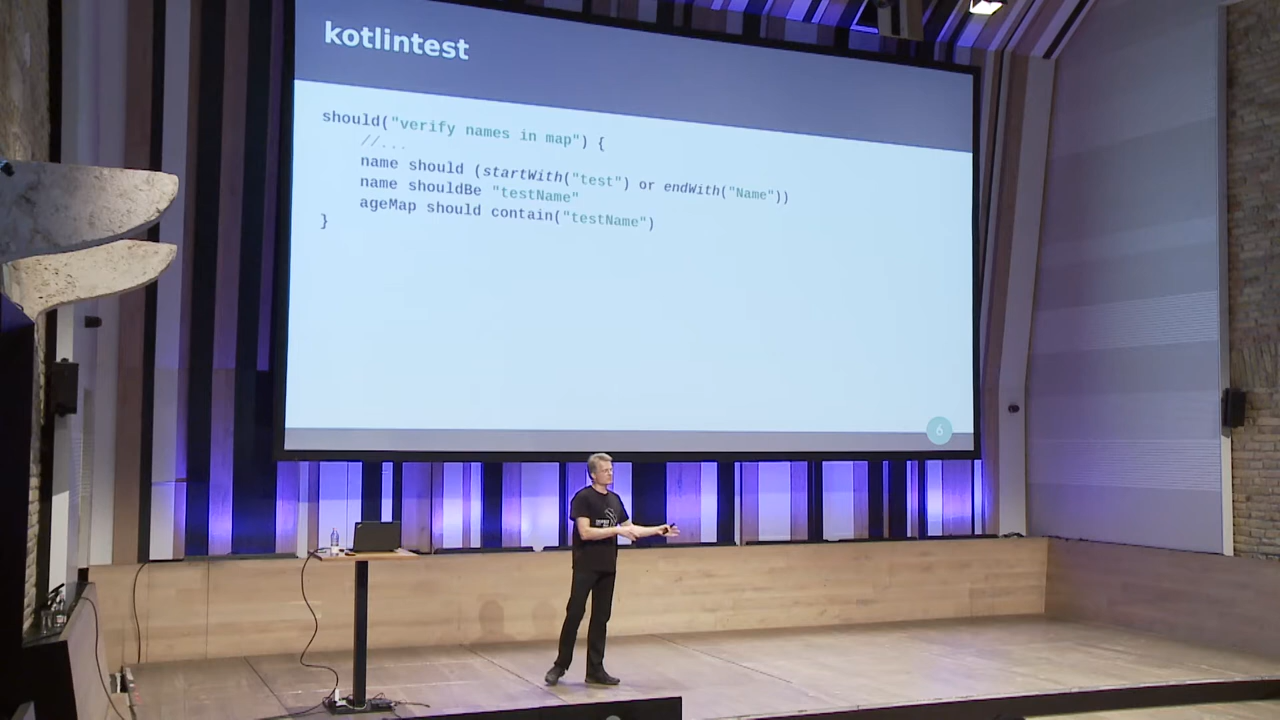 kotlintest
should("verify names in map") {
//...
name should (startWith("test") or endWith("Name"))
name shouldBe "testName"
ageMap should contain("testName")
}
6